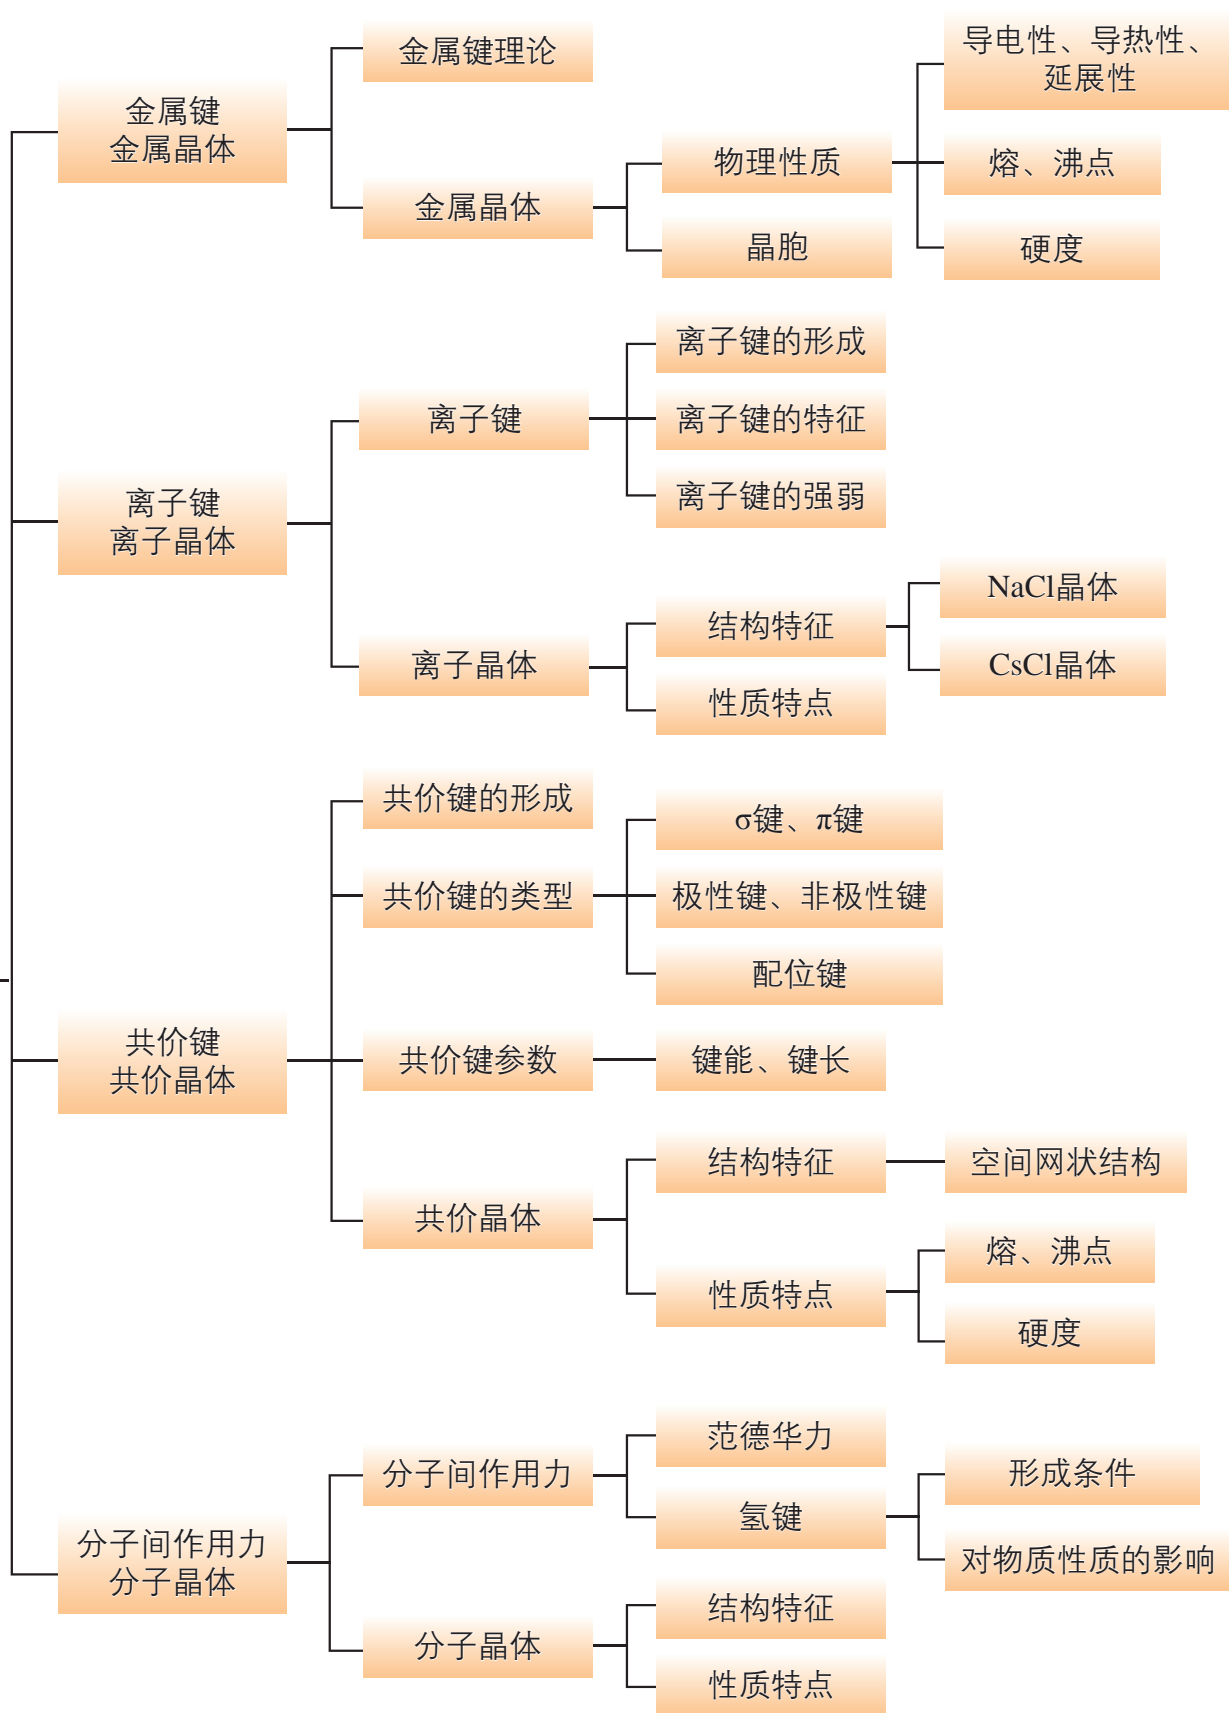 金属键
金属晶体
金属键理论
金属晶体
物理性质
导电性、导热性、
延展性
熔、沸点
硬度
晶胞
离子键
离子晶体
离子键
离子键的形成
离子键的特征
离子键的强弱
离子晶体
结构特征
NaCl晶体
CsCl晶体
性质特点
共价键
共价晶体
共价键的形成
共价键的类型
σ键、π键
极性键、非极性键
配位键
共价键参数
键能、键长
共价晶体
结构特征
空间网状结构
性质特点
熔、沸点
硬度
分子间作用力
分子晶体
分子间作用力
范德华力
氢键
形成条件
对物质性质的影响
分子晶体
结构特征
性质特点